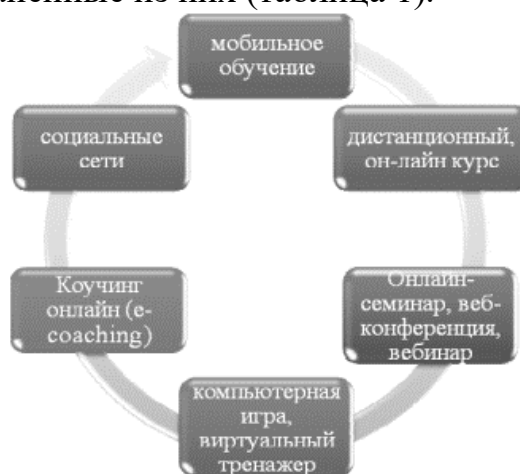 из них (таблица 1).
мобильное
обучение
дистанционный,
он-лайн курс
Онлайн-
семинар, веб-
конференция,
вебинар
компьютерная
игра,
виртуальный
тренажер
Коучинг
онлайн (e-
coaching)
социальные
сети